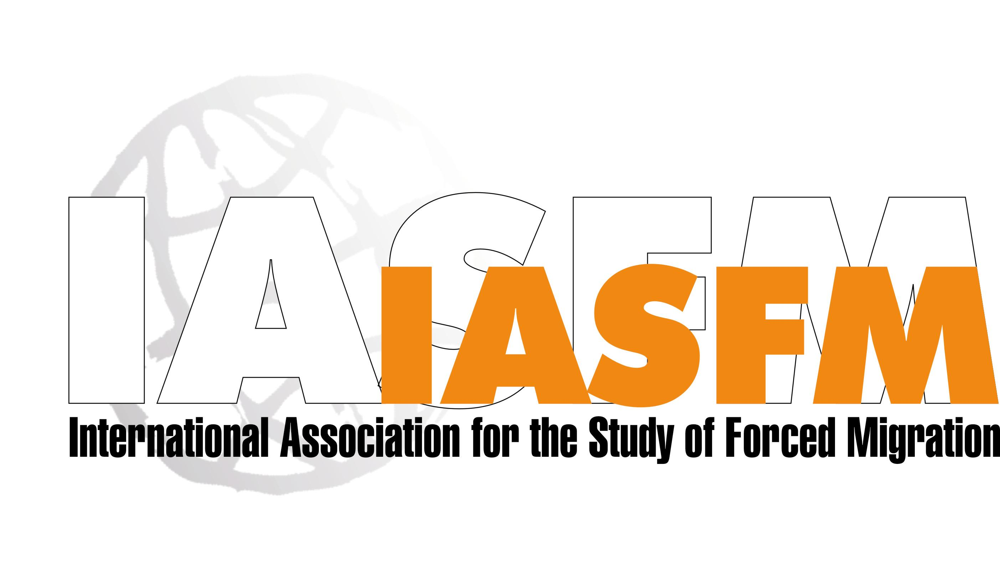 IASFM
IASFM
International Association for the Study of Forced Migration